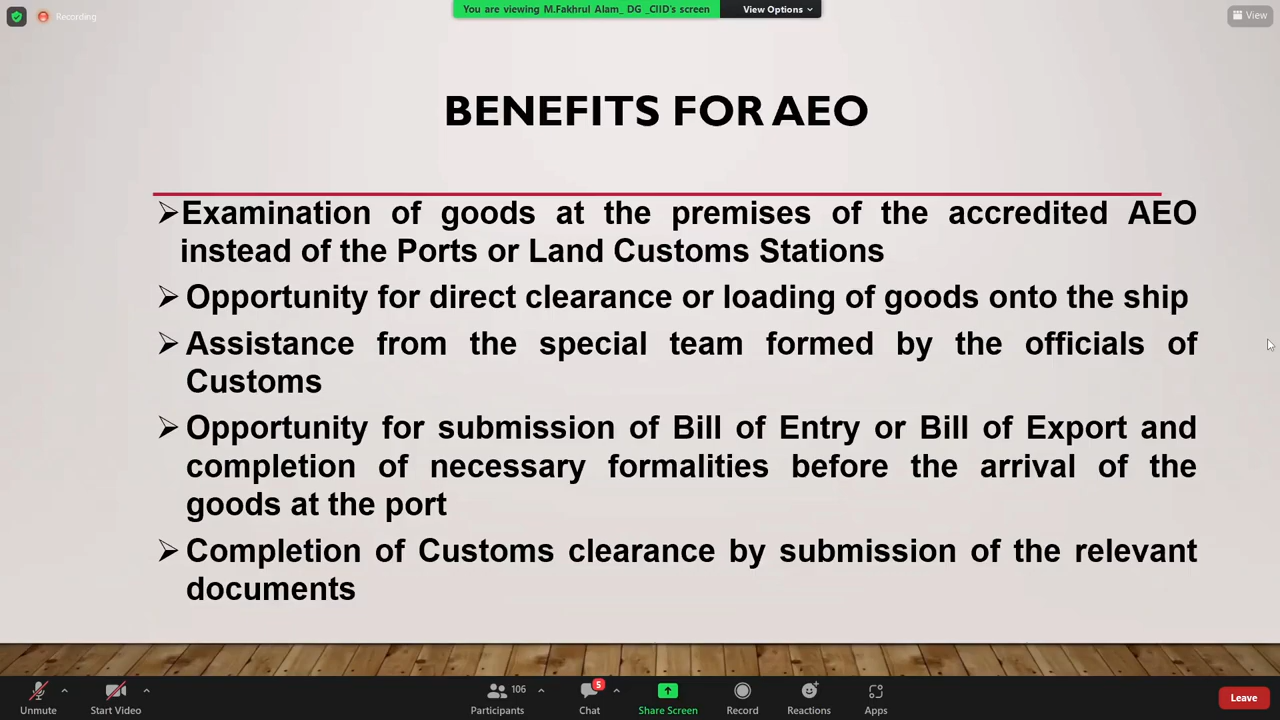 Recording
You are viewing M.Fakhrul Alam_ DG _CIID's screen
View Options
View
BENEFITS FOR AEO
Examination of goods at the premises of the accredited AEO
instead of the Ports or Land Customs Stations
Opportunity for direct clearance or loading of goods onto the ship
Assistance from the special team formed by the officials of
Customs
Opportunity for submission of Bill of Entry or Bill of Export and
completion of necessary formalities before the arrival of the
goods at the port
Completion of Customs clearance by submission of the relevant
documents
Unmute
Start Video
106
Participants
5
Chat
Share Screen
Record
Reactions
Apps
Leave